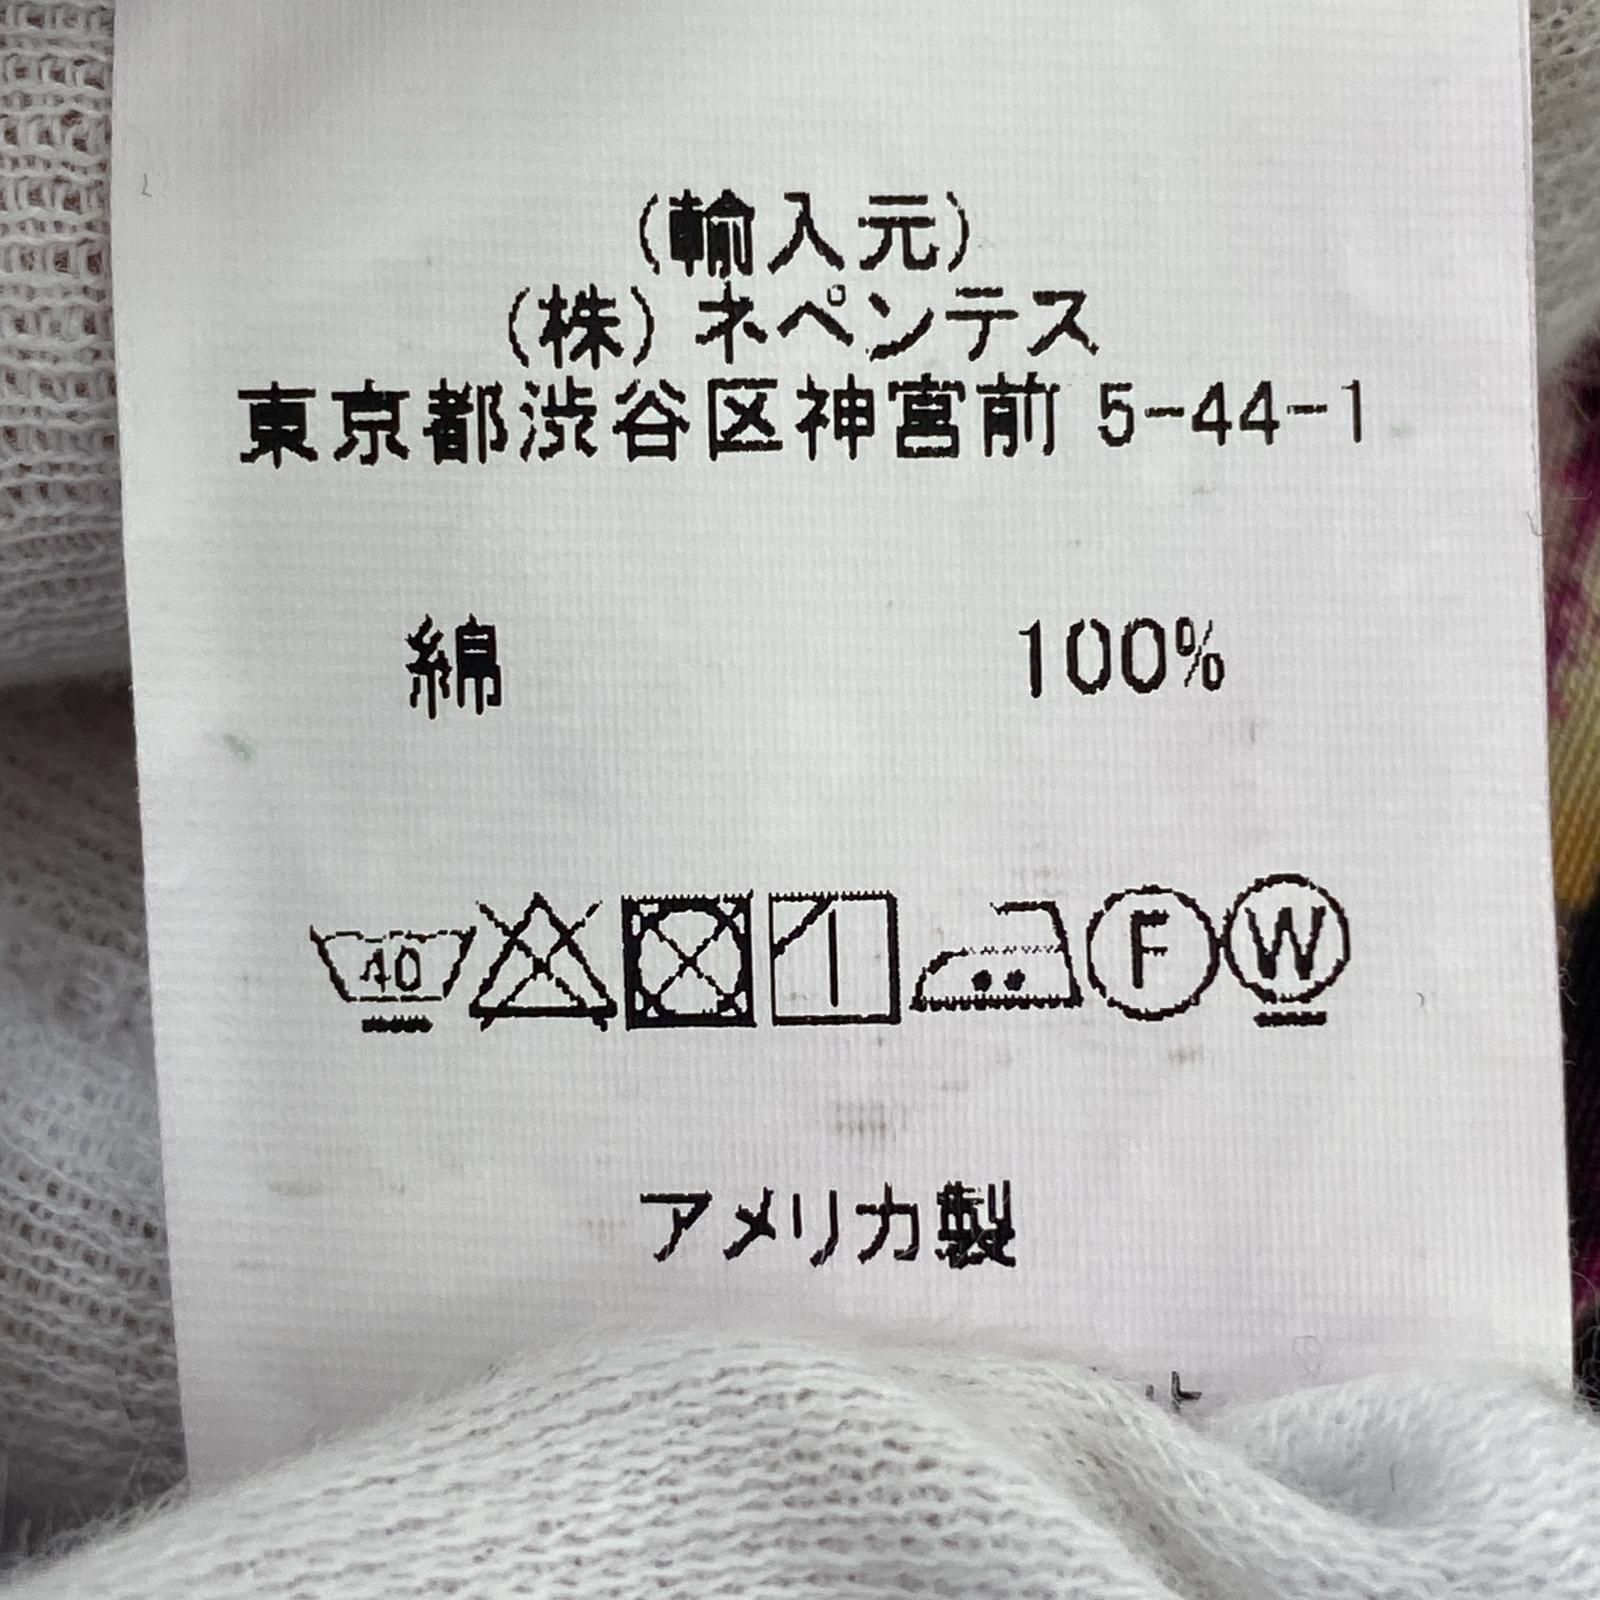 (輸入元)
(株)ネペンテス
東京都渋谷区神宮前 5-44-1
綿 100%
40 F W
アメリカ製